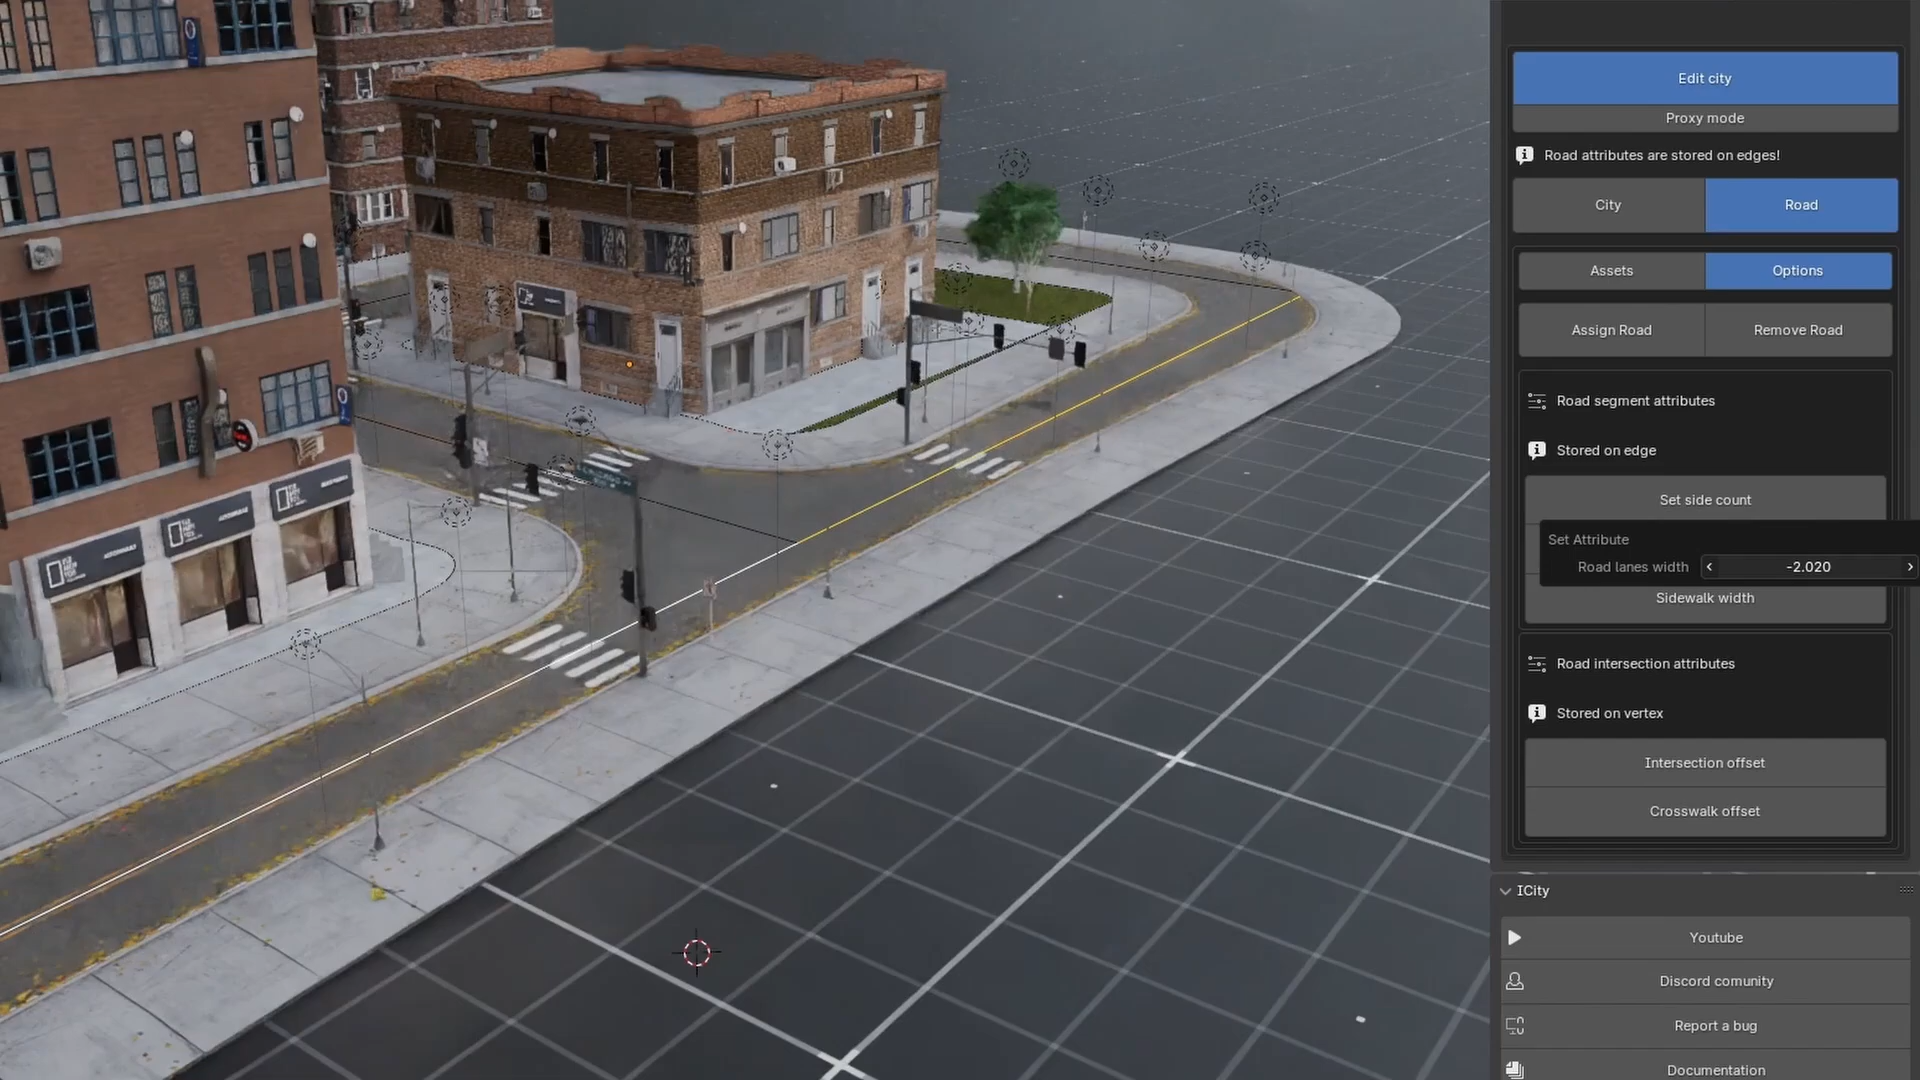 Edit city
Proxy mode
Road attributes are stored on edges!
City
Road
Assets
Options
Assign Road
Remove Road
Road segment attributes
Stored on edge
Set side count
Set Attribute
Road lanes width
-2.020
Sidewalk width
Road intersection attributes
Stored on vertex
Intersection offset
Crosswalk offset
ICity
Youtube
Discord comunity
Report a bug
Documentation